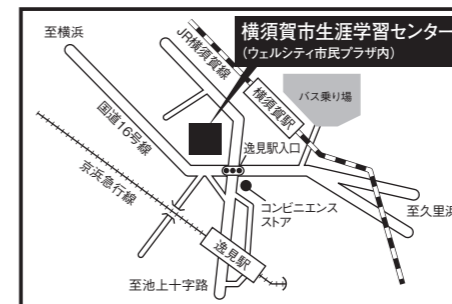 横須賀市生涯学習センター
(ウェルシティ市民プラザ内)
至横浜
JR横須賀線
横須賀駅
バス乗り場
国道16号線
逸見駅入口
京浜急行線
コンビニエンス
ストア
至久里浜
逸見駅
至池上十字路